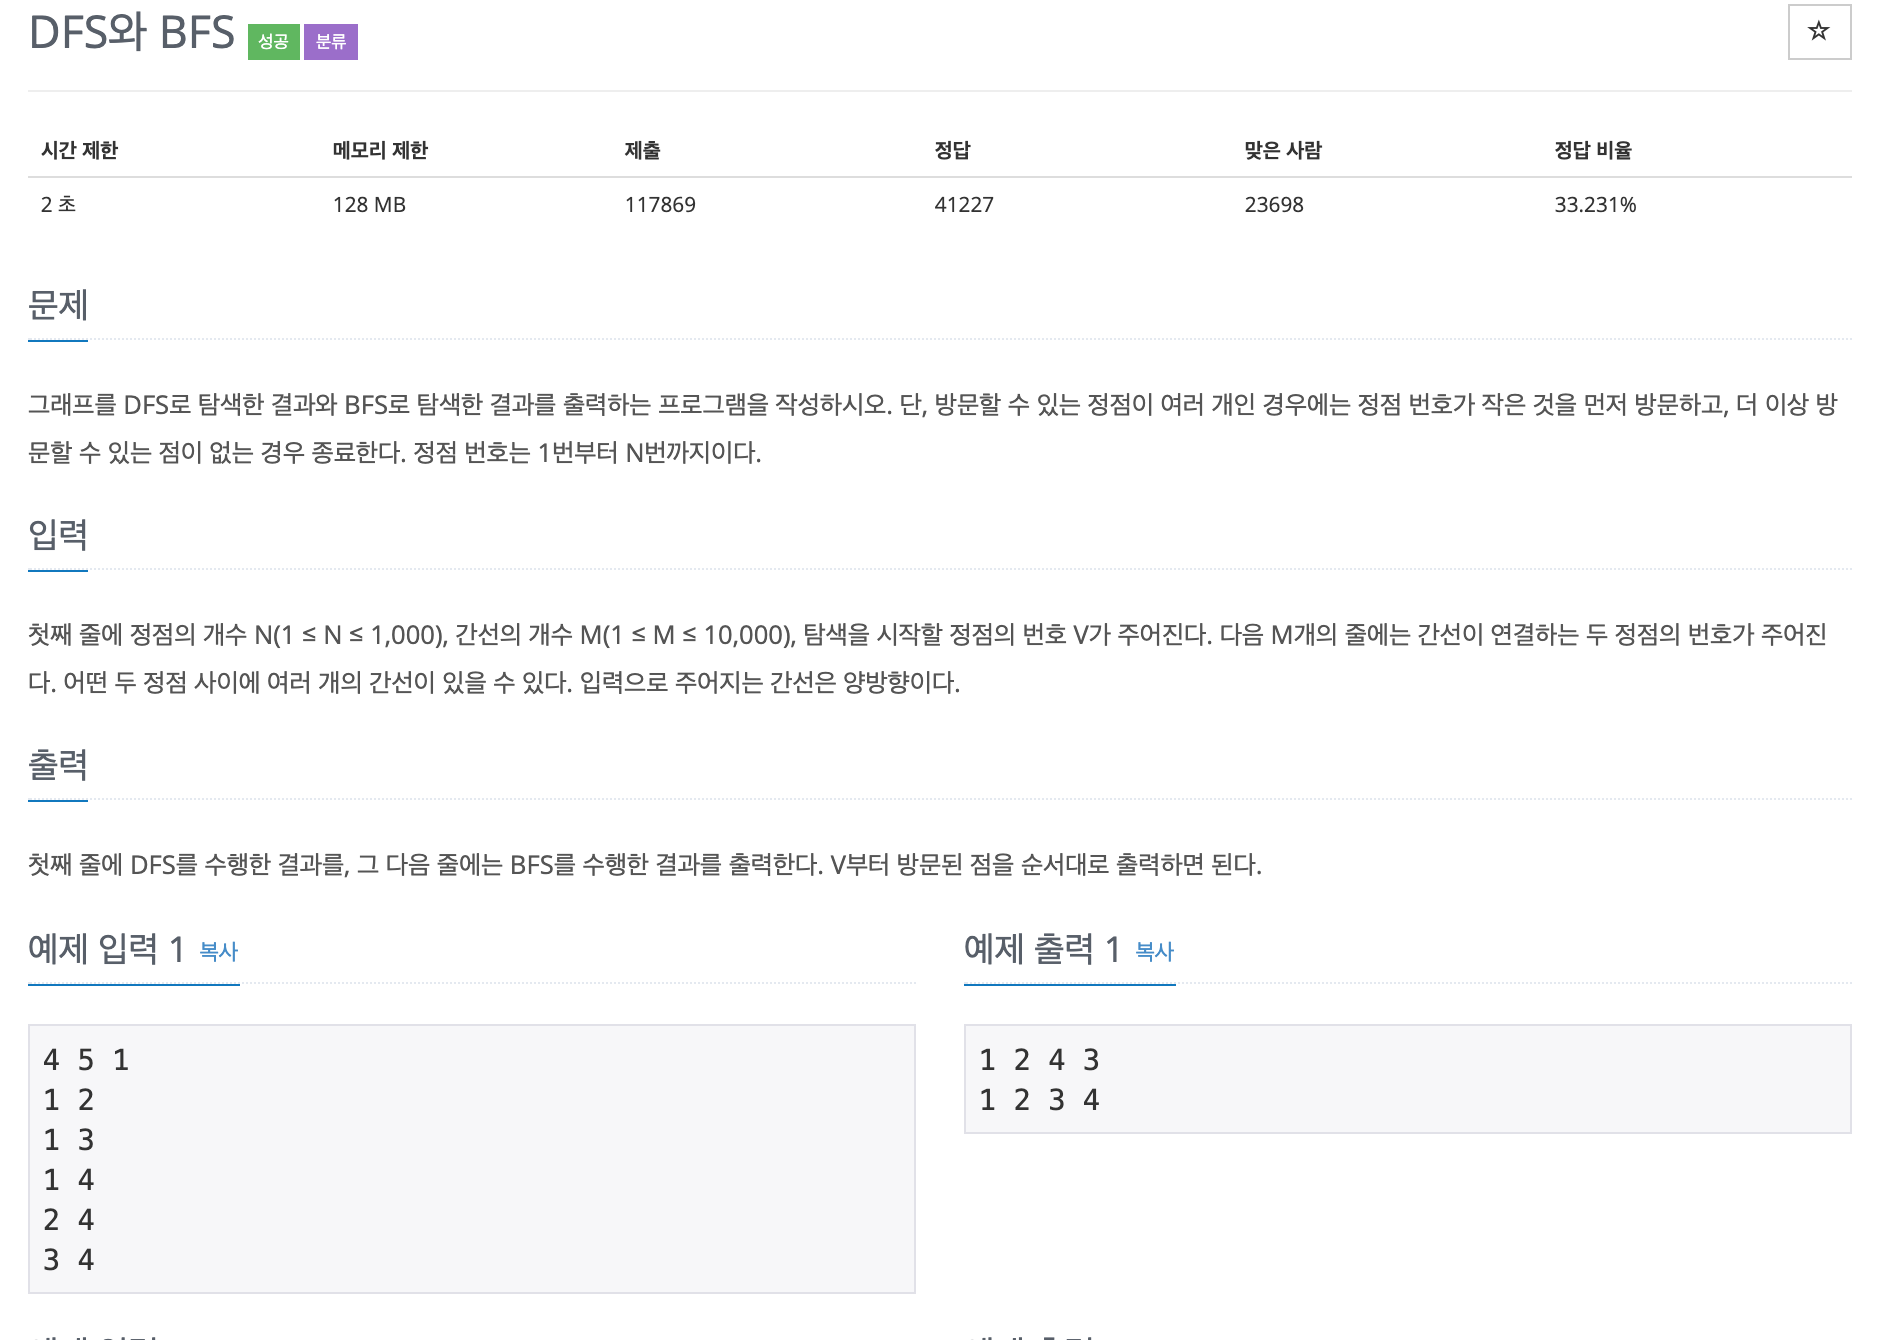 DFS와 BFS 성공 분류
☆
시간 제한 메모리 제한 제출 정답 맞은 사람 정답 비율
2 초 128 MB 117869 41227 23698 33.231%
문제
그래프를 DFS로 탐색한 결과와 BFS로 탐색한 결과를 출력하는 프로그램을 작성하시오. 단, 방문할 수 있는 정점이 여러 개인 경우에는 정점 번호가 작은 것을 먼저 방문하고, 더 이상 방
문할 수 있는 점이 없는 경우 종료한다. 정점 번호는 1번부터 N번까지이다.
입력
첫째 줄에 정점의 개수 N(1 ≤ N ≤ 1,000), 간선의 개수 M(1 ≤ M ≤ 10,000), 탐색을 시작할 정점의 번호 V가 주어진다. 다음 M개의 줄에는 간선이 연결하는 두 정점의 번호가 주어진
다. 어떤 두 정점 사이에 여러 개의 간선이 있을 수 있다. 입력으로 주어지는 간선은 양방향이다.
출력
첫째 줄에 DFS를 수행한 결과를, 그 다음 줄에는 BFS를 수행한 결과를 출력한다. V부터 방문된 점을 순서대로 출력하면 된다.
예제 입력 1 복사
4 5 1
1 2
1 3
1 4
2 4
3 4
예제 출력 1 복사
1 2 4 3
1 2 3 4